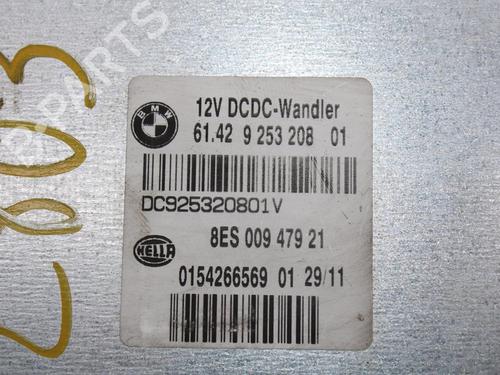 BMW
12V DCDC-Wandler
61.42 9 253 208 01
DC925320801V
8ES 009 479 21
HELLA
0154266569 01 29/11